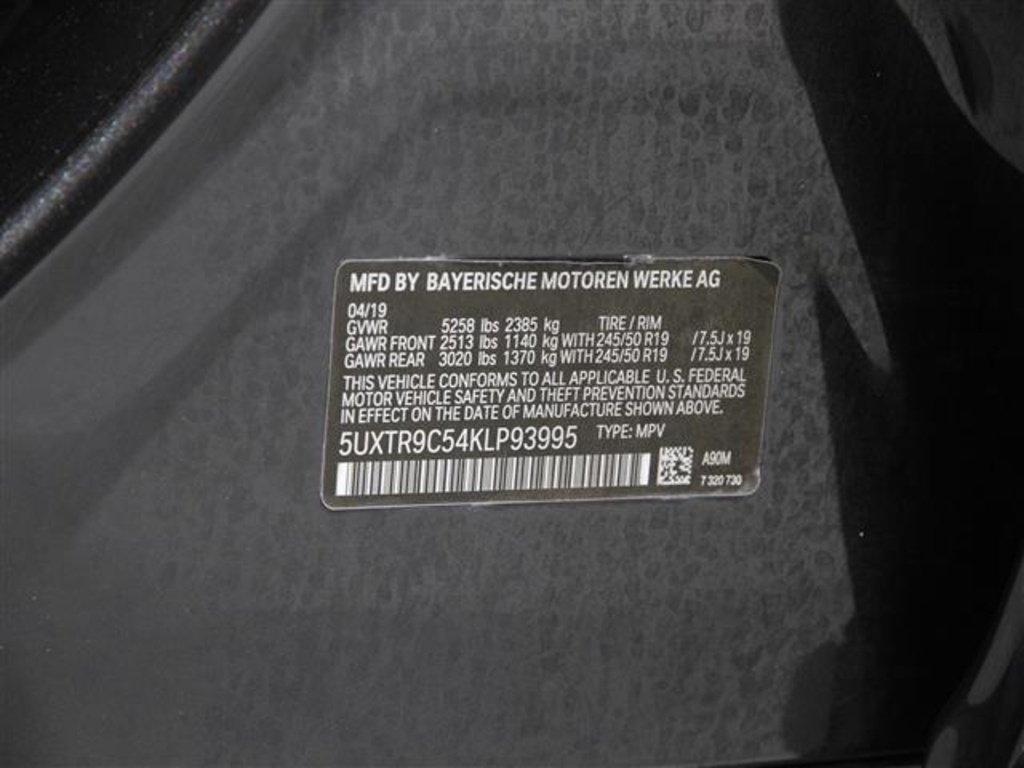 MFD BY BAYERISCHE MOTOREN WERKE AG
04/19
GVWR 5258 lbs 2385 kg TIRE / RIM
GAWR FRONT 2513 lbs 1140 kg WITH 245/50 R19 /7.5J x 19
GAWR REAR 3020 lbs 1370 kg WITH 245/50 R19 /7.5J x 19
THIS VEHICLE CONFORMS TO ALL APPLICABLE U. S. FEDERAL
MOTOR VEHICLE SAFETY AND THEFT PREVENTION STANDARDS
IN EFFECT ON THE DATE OF MANUFACTURE SHOWN ABOVE.
5UXTR9C54KLP93995 TYPE: MPV
A90M
7 320 730